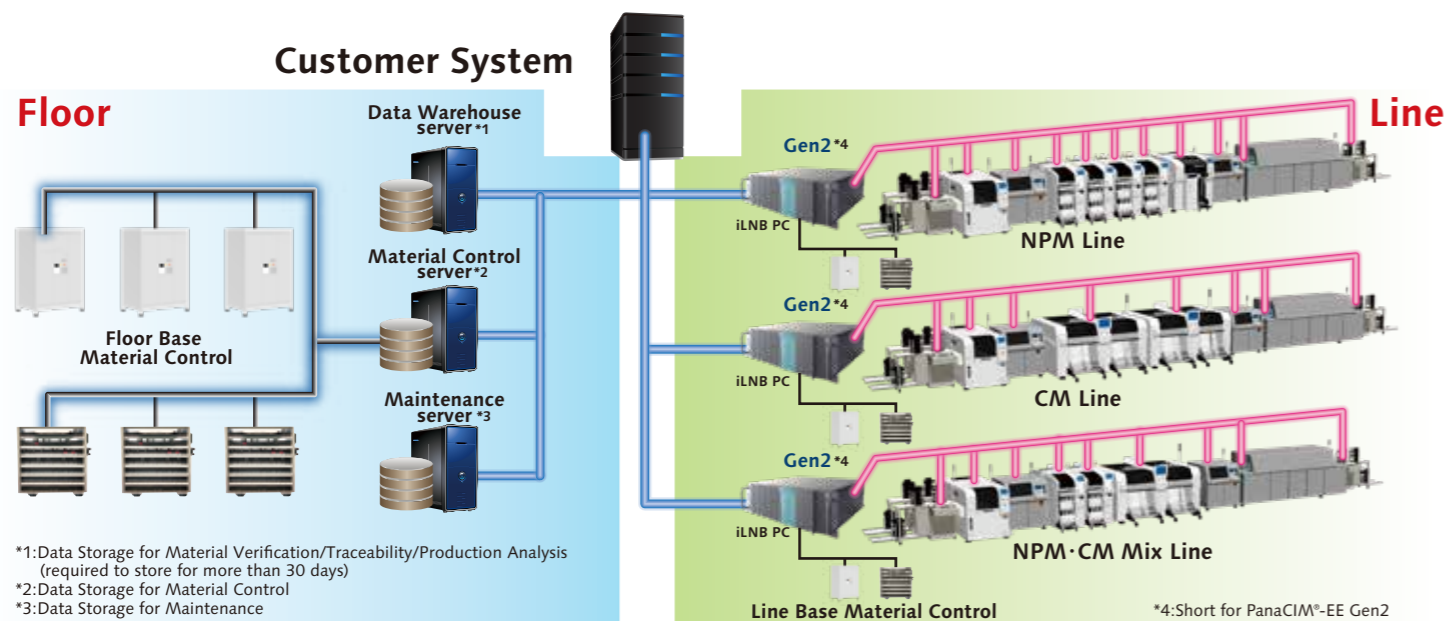 Customer System
Floor
Line
Data Warehouse
server *1
Material Control
server *2
Maintenance
server *3
Floor Base
Material Control
*1:Data Storage for Material Verification/Traceability/Production Analysis
(required to store for more than 30 days)
*2:Data Storage for Material Control
*3:Data Storage for Maintenance
Gen2 *4
iLNB PC
NPM Line
Gen2 *4
iLNB PC
CM Line
Gen2 *4
iLNB PC
NPM·CM Mix Line
Line Base Material Control
*4:Short for PanaCIM®-EE Gen2